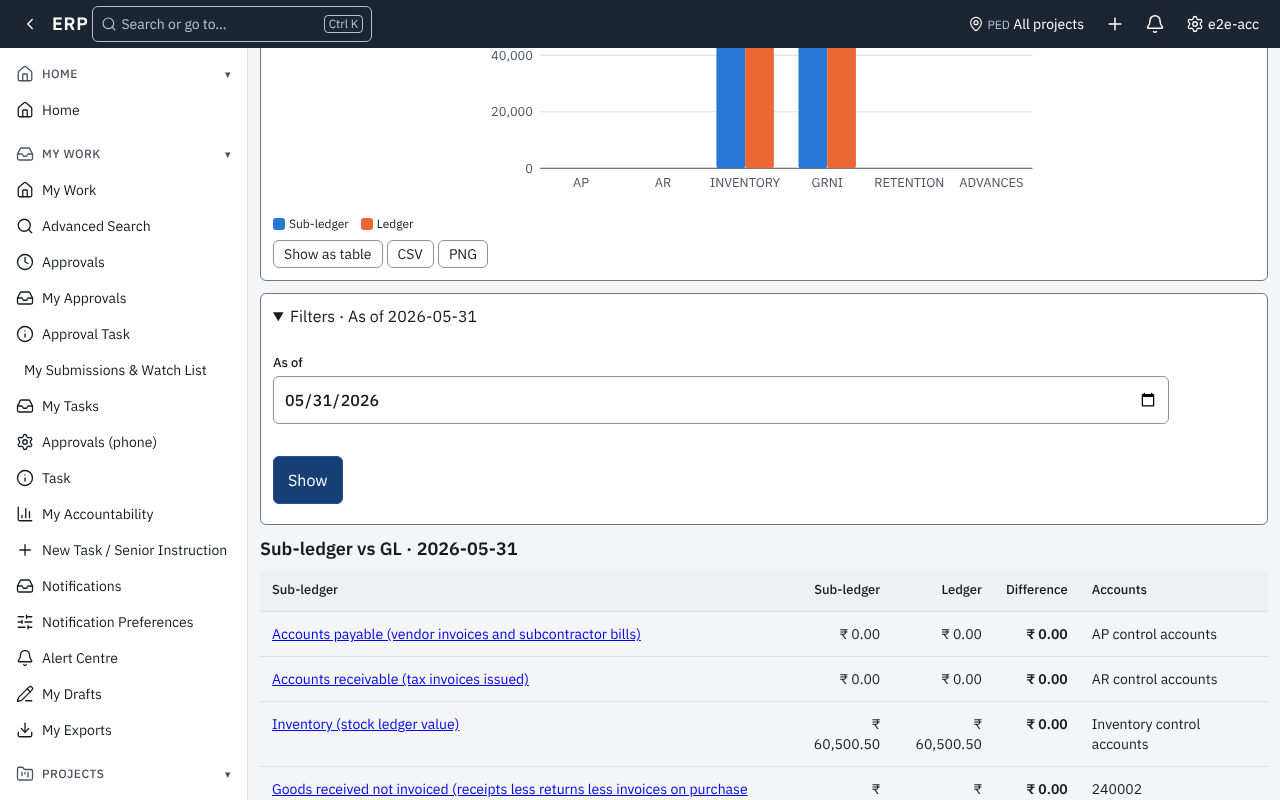 ERP
Search or go to...
Ctrl K
PED All projects
e2e-acc
HOME
Home
MY WORK
My Work
Advanced Search
Approvals
My Approvals
Approval Task
My Submissions & Watch List
My Tasks
Approvals (phone)
Task
My Accountability
New Task / Senior Instruction
Notifications
Notification Preferences
Alert Centre
My Drafts
My Exports
PROJECTS
40,000
20,000
0
AP AR INVENTORY GRNI RETENTION ADVANCES
Sub-ledger Ledger
Show as table CSV PNG
Filters · As of 2026-05-31
As of
05/31/2026
Show
Sub-ledger vs GL · 2026-05-31
Sub-ledger Sub-ledger Ledger Difference Accounts
Accounts payable (vendor invoices and subcontractor bills) ₹ 0.00 ₹ 0.00 ₹ 0.00 AP control accounts
Accounts receivable (tax invoices issued) ₹ 0.00 ₹ 0.00 ₹ 0.00 AR control accounts
Inventory (stock ledger value) ₹ ₹ ₹ 0.00 Inventory control
60,500.50 60,500.50 accounts
Goods received not invoiced (receipts less returns less invoices on purchase ₹ ₹ ₹ 0.00 240002